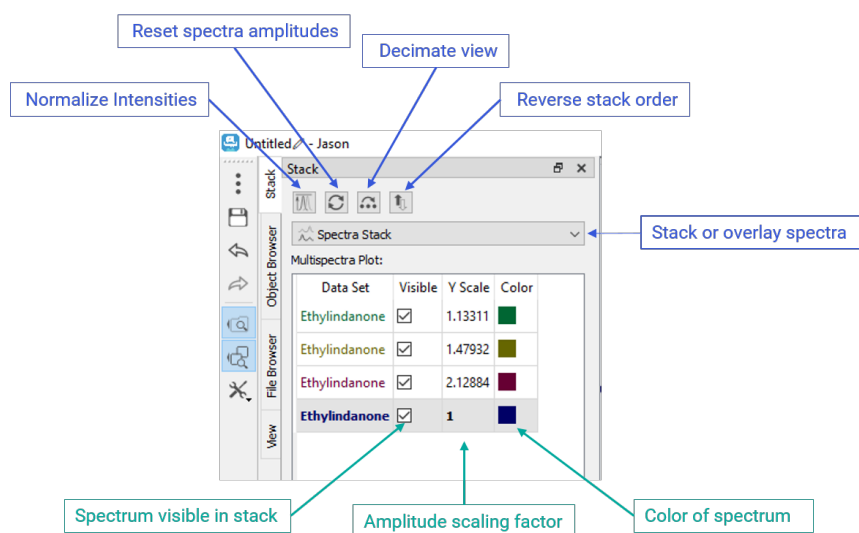 Reset spectra amplitudes
Decimate view
Normalize Intensities
Reverse stack order
Untitled - Jason
Stack
Stack
Spectra Stack
Stack or overlay spectra
Object Browser
Multispectra Plot:
Data Set Visible Y Scale Color
Ethylindanone 1.13311
Ethylindanone 1.47932
File Browser
Ethylindanone 2.12884
Ethylindanone 1
View
Spectrum visible in stack
Amplitude scaling factor
Color of spectrum